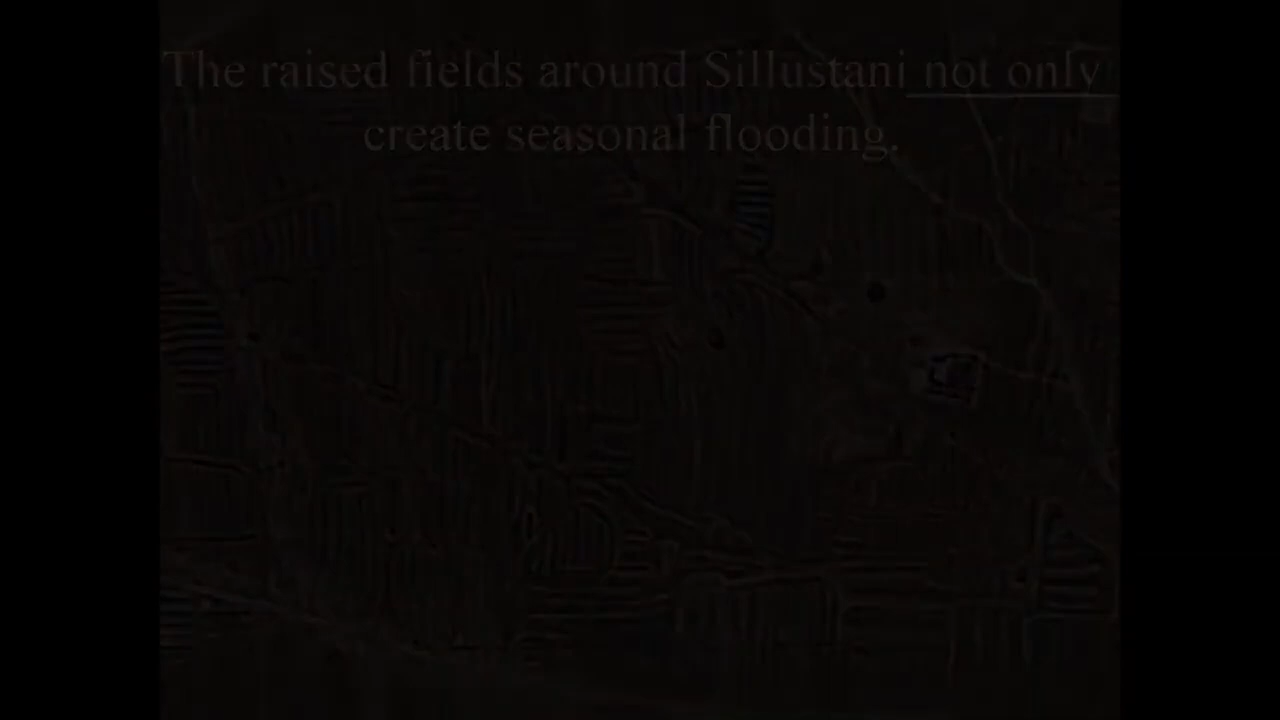 The raised fields around Sillustani not only
create seasonal flooding.